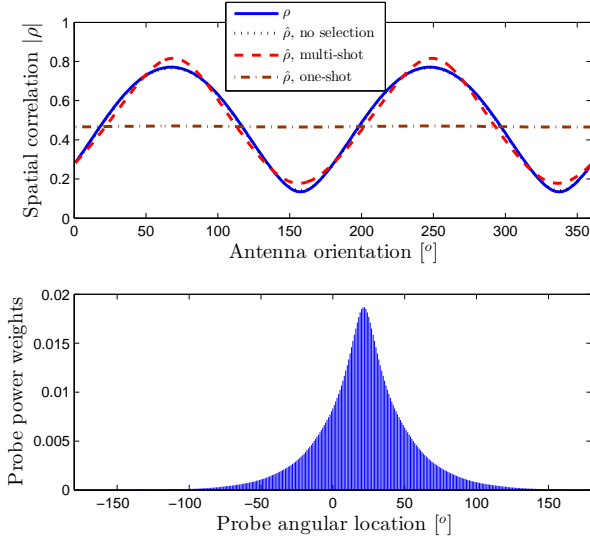 ρ
ρ̂, no selection
ρ̂, multi-shot
ρ̂, one-shot
Spatial correlation |ρ|
1
0.8
0.6
0.4
0.2
0
0 50 100 150 200 250 300 350
Antenna orientation [°]
Probe power weights
0.02
0.015
0.01
0.005
0
−150 −100 −50 0 50 100 150
Probe angular location [°]